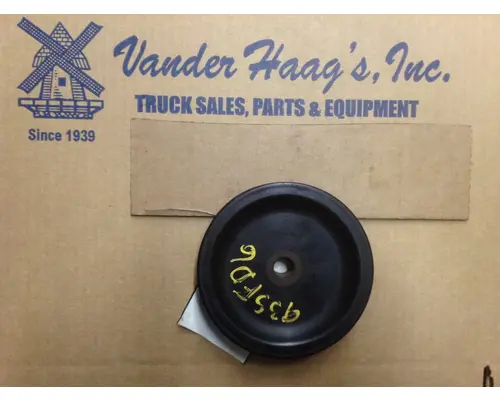 Vander Haag's, Inc.
TRUCK SALES, PARTS & EQUIPMENT
Since 1939
935FD6